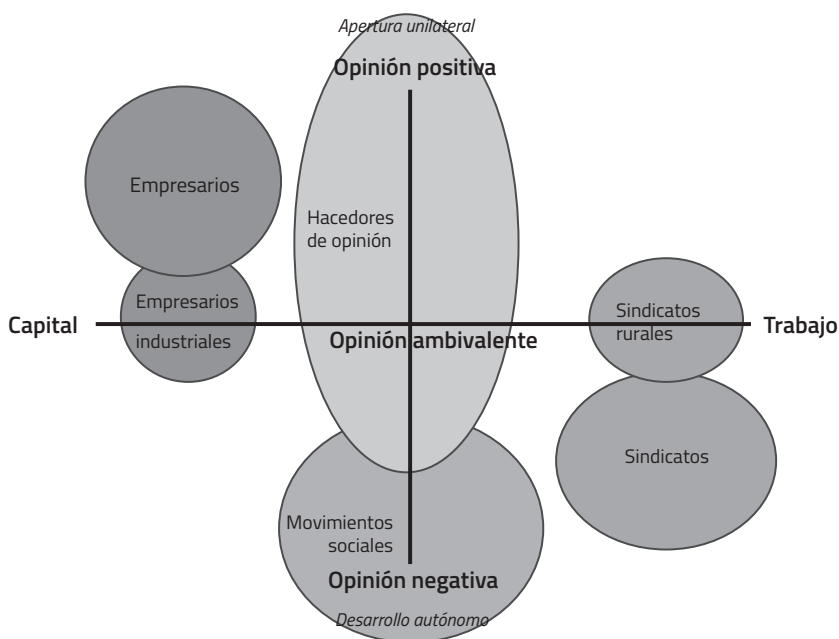 Apertura unilateral
Opinión positiva
Empresarios
Hacedores
de opinión
Empresarios
industriales
Capital
Opinión ambivalente
Sindicatos
rurales
Trabajo
Sindicatos
Movimientos
sociales
Opinión negativa
Desarrollo autónomo